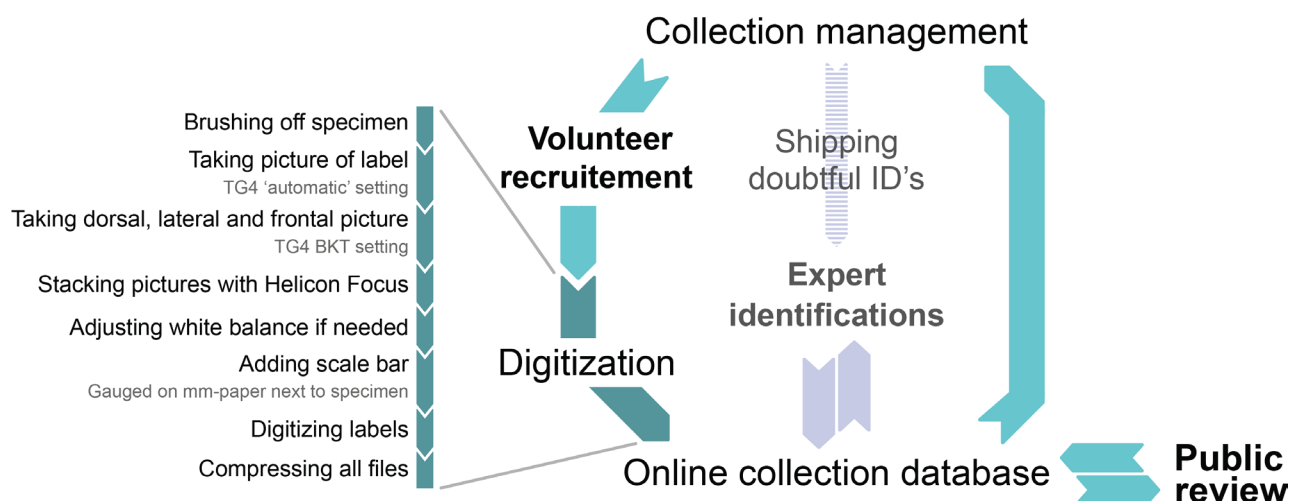 Collection management
Brushing off specimen
Taking picture of label
TG4 ‘automatic’ setting
Taking dorsal, lateral and frontal picture
TG4 BKT setting
Stacking pictures with Helicon Focus
Adjusting white balance if needed
Adding scale bar
Gauged on mm-paper next to specimen
Digitizing labels
Compressing all files
Volunteer
recruitement
Shipping
doubtful ID’s
Expert
identifications
Digitization
Online collection database
Public
review